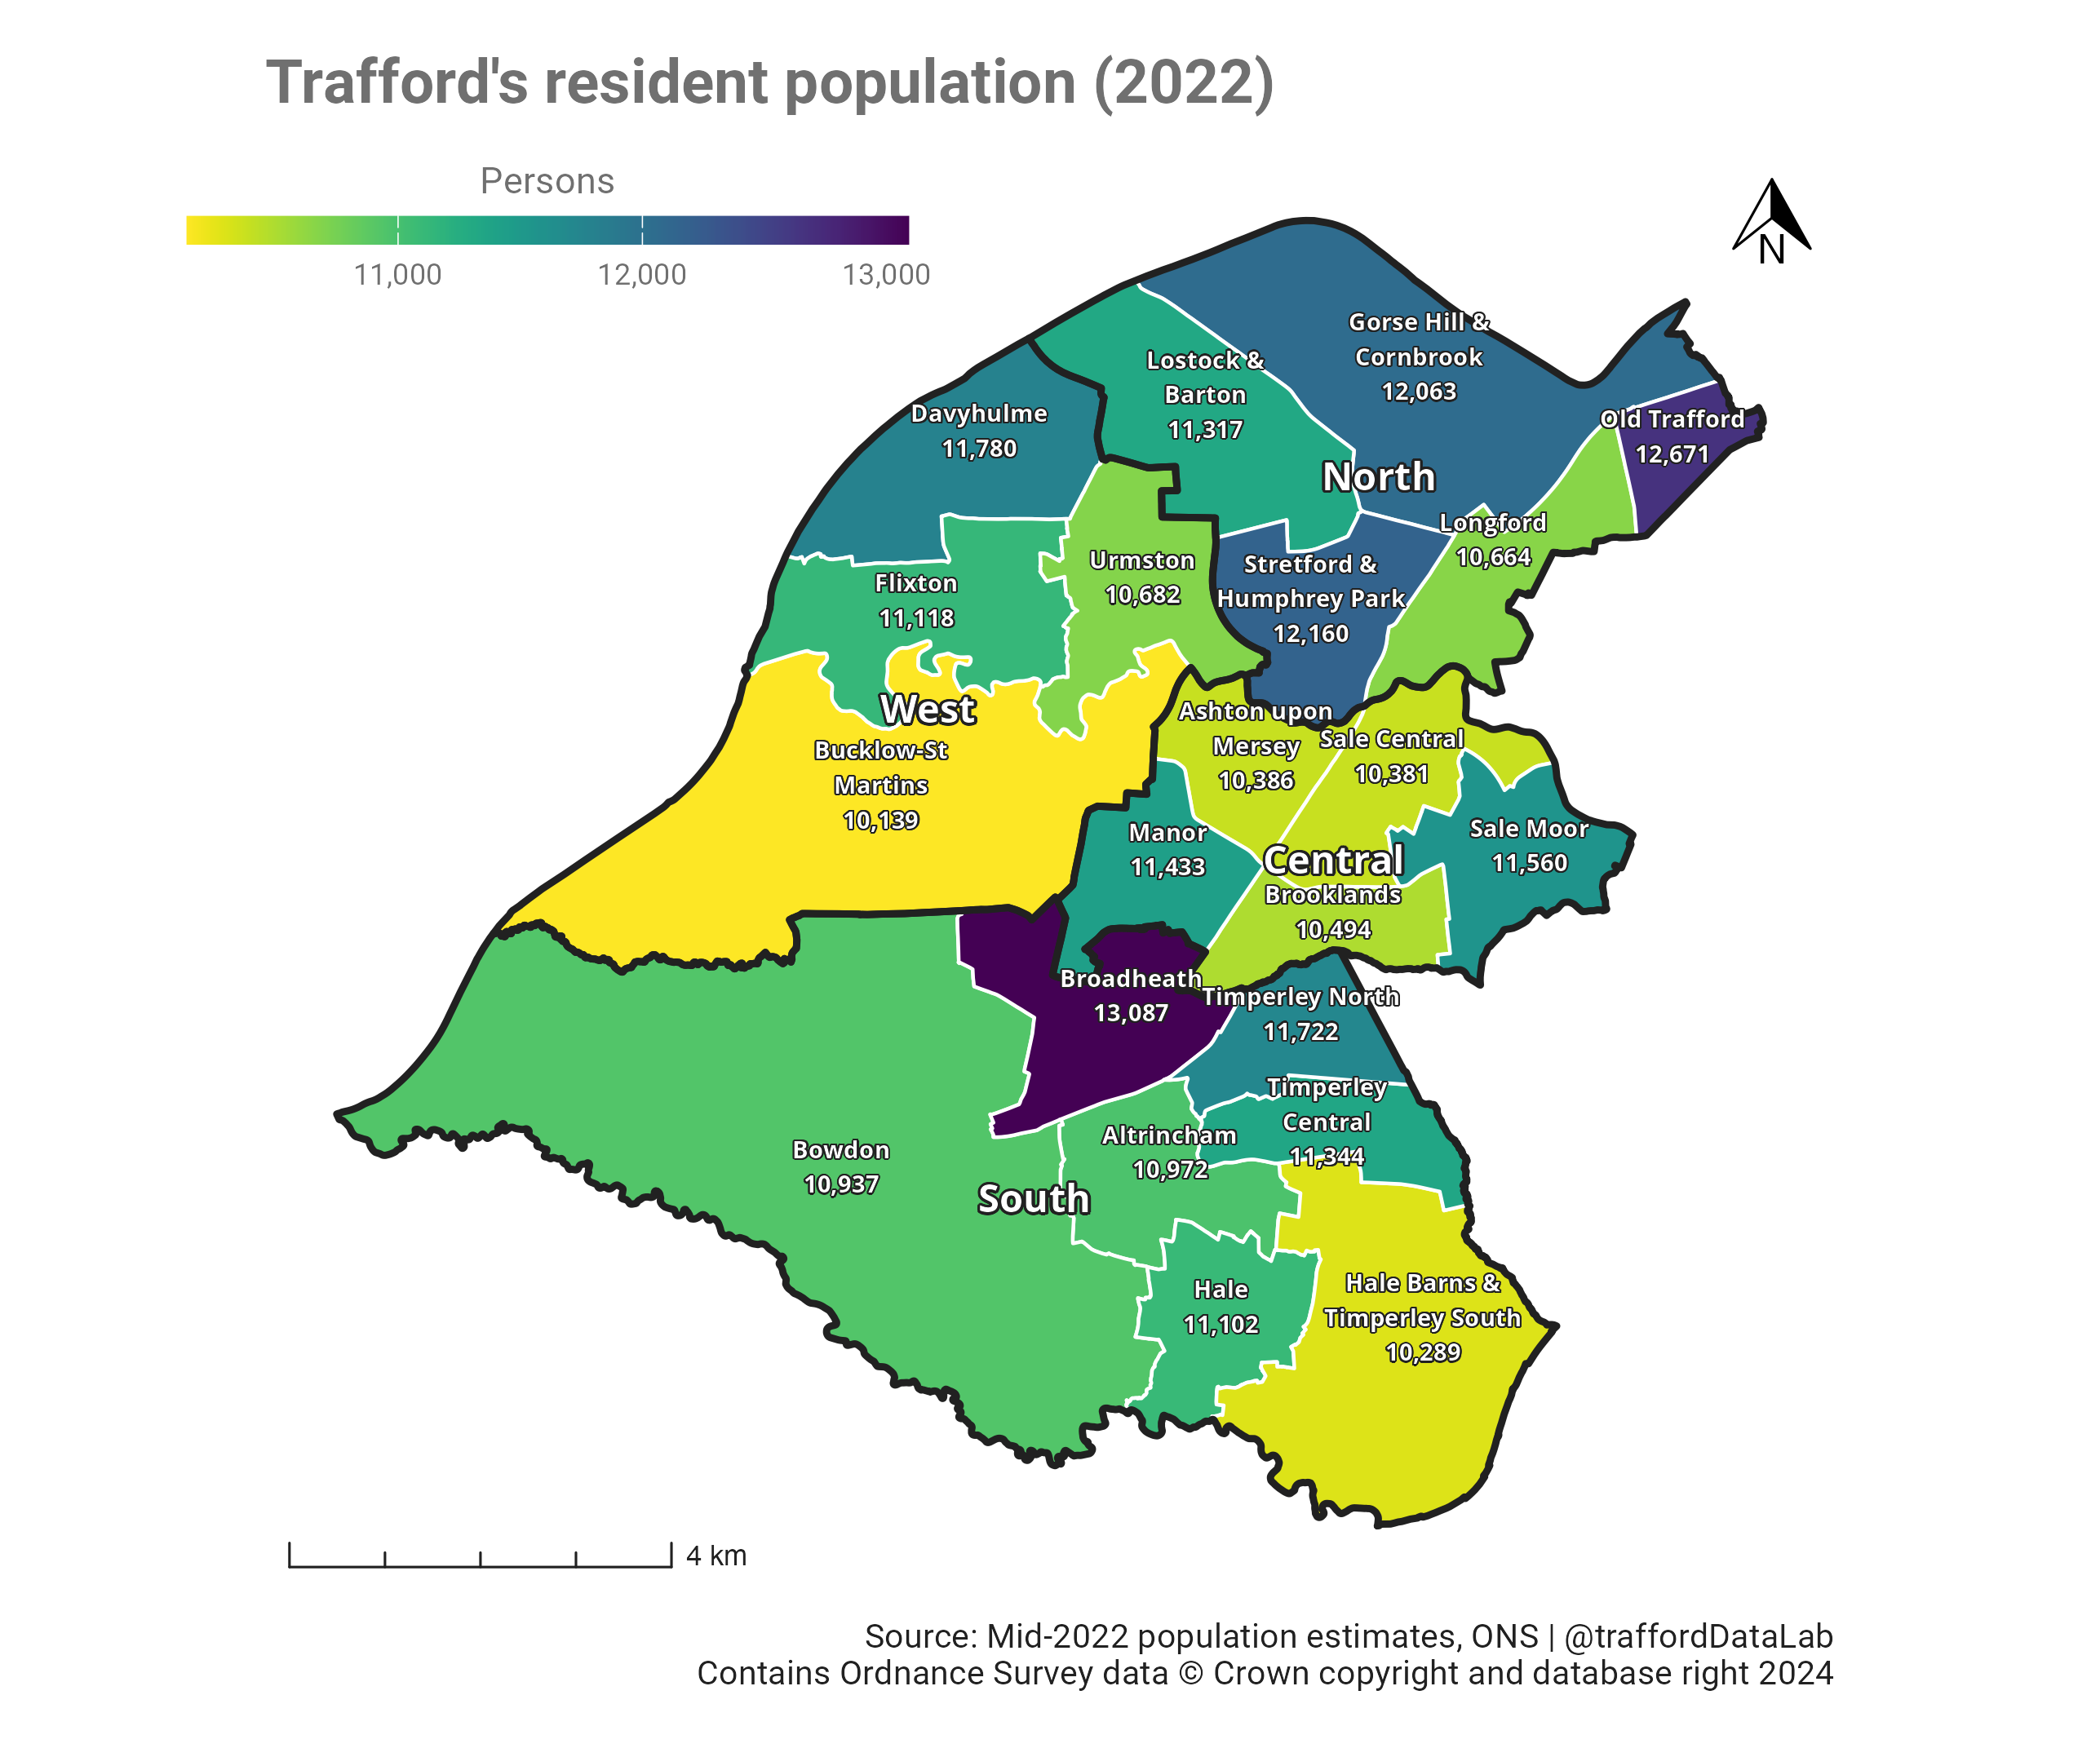 Trafford's resident population (2022)
Persons
11,000
12,000
13,000
N
Gorse Hill &
Cornbrook
12,063
Lostock &
Barton
11,317
Old Trafford
12,671
Davyhulme
11,780
North
Longford
10,664
Urmston
10,682
Stretford &
Humphrey Park
12,160
Flixton
11,118
West
Bucklow-St
Martins
10,139
Ashton upon
Mersey
10,386
Sale Central
10,381
Manor
11,433
Sale Moor
11,560
Central
Brooklands
10,494
Broadheath
13,087
Timperley North
11,722
Timperley
Central
11,344
Altrincham
10,972
Bowdon
10,937
South
Hale
11,102
Hale Barns &
Timperley South
10,289
4 km
Source: Mid-2022 population estimates, ONS | @traffordDataLab
Contains Ordnance Survey data © Crown copyright and database right 2024